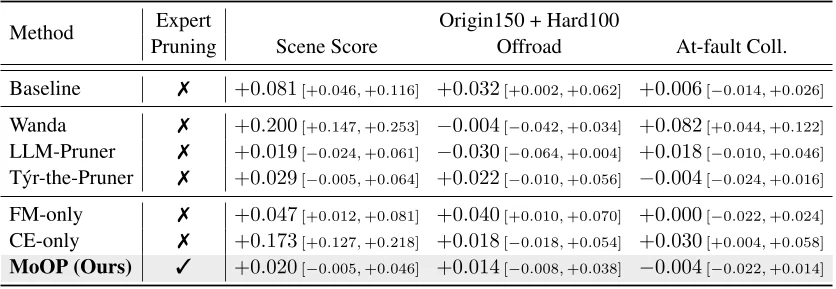 Method Expert Pruning Origin150 + Hard100
Scene Score Offroad At-fault Coll.
Baseline ✗ +0.081 [+0.046, +0.116] +0.032 [+0.002, +0.062] +0.006 [−0.014, +0.026]
Wanda ✗ +0.200 [+0.147, +0.253] −0.004 [−0.042, +0.034] +0.082 [+0.044, +0.122]
LLM-Pruner ✗ +0.019 [−0.024, +0.061] −0.030 [−0.064, +0.004] +0.018 [−0.010, +0.046]
Týr-the-Pruner ✗ +0.029 [−0.005, +0.064] +0.022 [−0.010, +0.056] −0.004 [−0.024, +0.016]
FM-only ✗ +0.047 [+0.012, +0.081] +0.040 [+0.010, +0.070] +0.000 [−0.022, +0.024]
CE-only ✗ +0.173 [+0.127, +0.218] +0.018 [−0.018, +0.054] +0.030 [+0.004, +0.058]
MoOP (Ours) ✓ +0.020 [−0.005, +0.046] +0.014 [−0.008, +0.038] −0.004 [−0.022, +0.014]